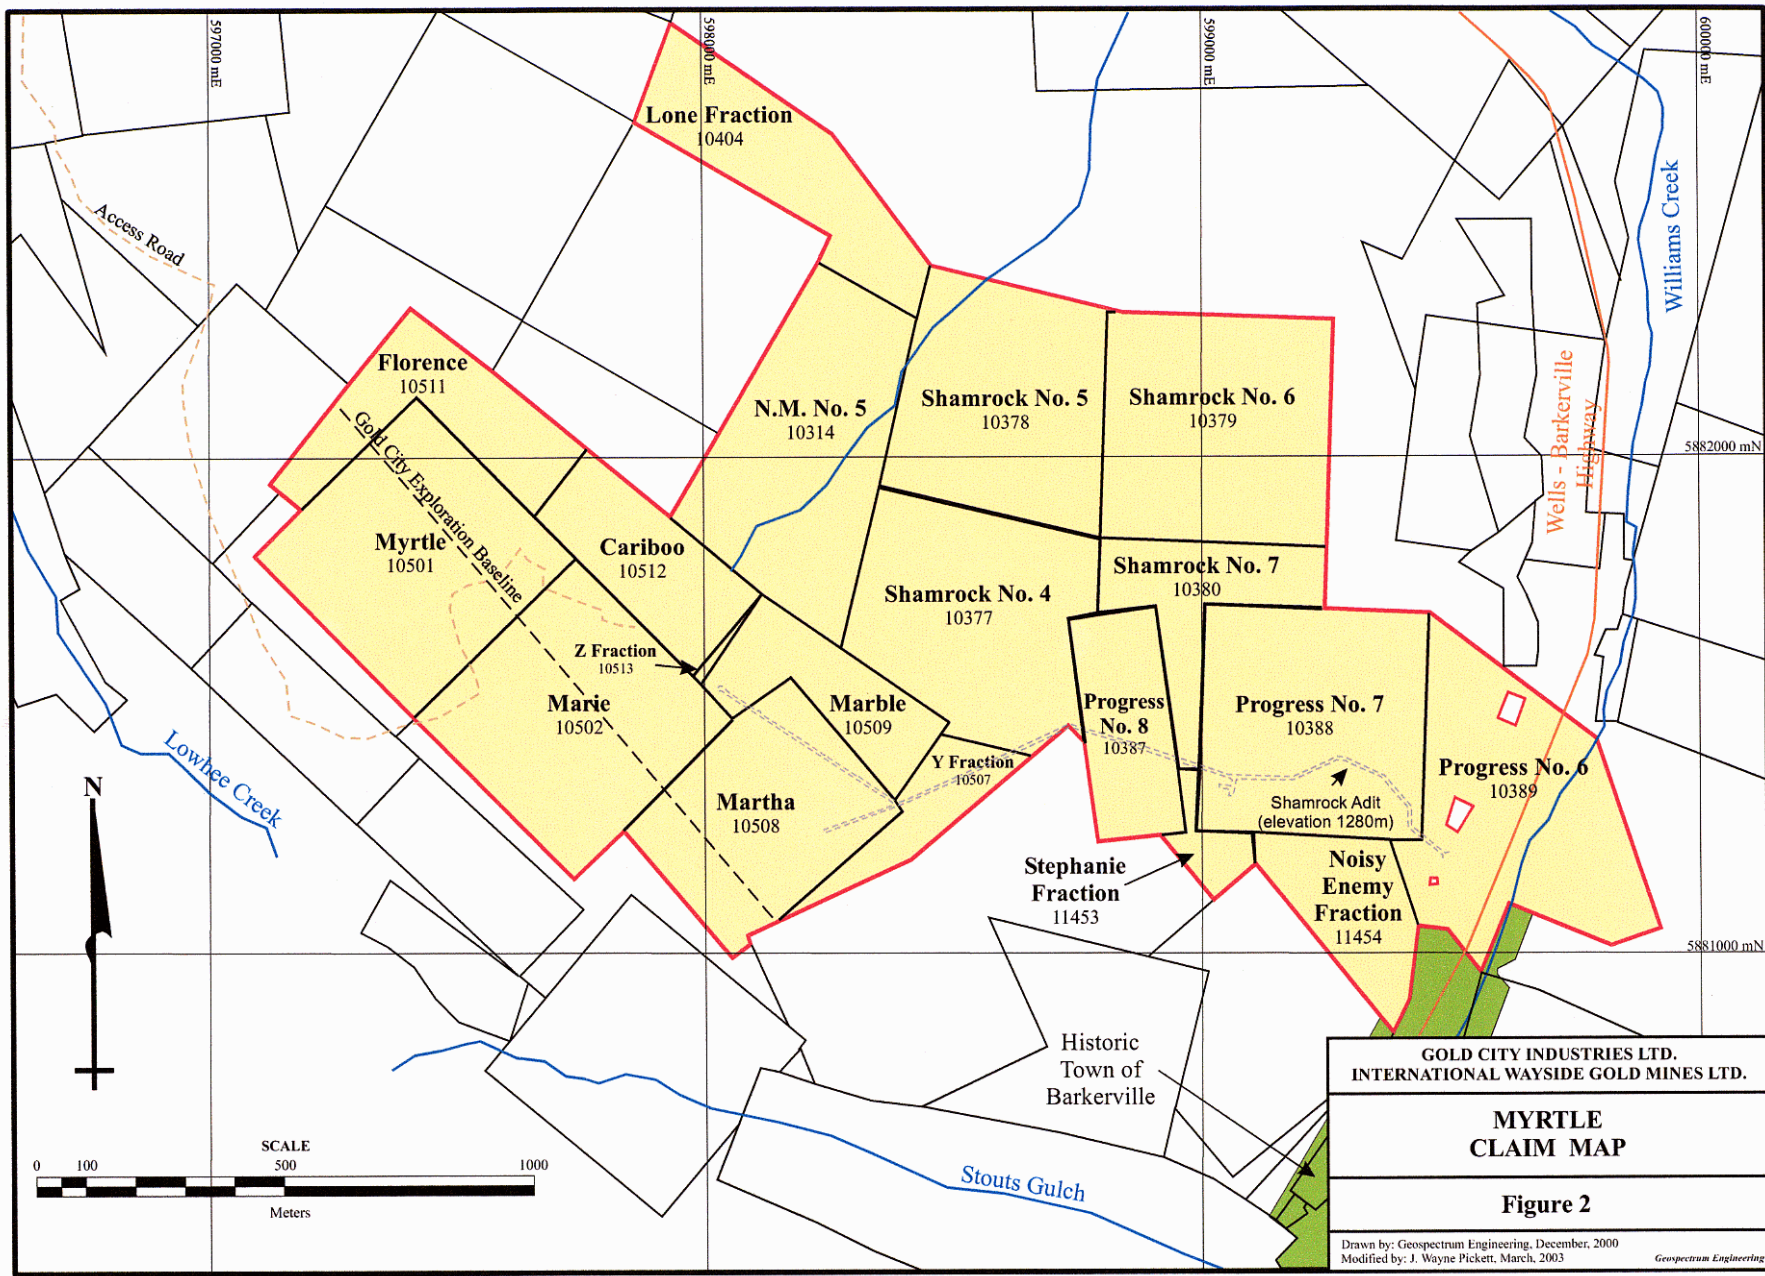 597000 mE
598000 mE
599000 mE
600000 mE
Lone Fraction
10404
Access Road
Williams Creek
Florence
10511
Gold City Exploration Baseline
N.M. No. 5
10314
Shamrock No. 5
10378
Shamrock No. 6
10379
Wells - Barkerville
Highway
5882000 mN
Myrtle
10501
Cariboo
10512
Shamrock No. 4
10377
Shamrock No. 7
10380
Z Fraction
10513
Marie
10502
Marble
10509
Progress
No. 8
10387
Progress No. 7
10388
Y Fraction
10507
Progress No. 6
10389
Martha
10508
Shamrock Adit
(elevation 1280m)
Lowhee Creek
N
Stephanie
Fraction
11453
Noisy
Enemy
Fraction
11454
5881000 mN
Historic
Town of
Barkerville
Stouts Gulch
SCALE
0 100 500 1000
Meters
GOLD CITY INDUSTRIES LTD.
INTERNATIONAL WAYSIDE GOLD MINES LTD.
MYRTLE
CLAIM MAP
Figure 2
Drawn by: Geospectrum Engineering, December, 2000
Modified by: J. Wayne Pickett, March, 2003
Geospectrum Engineering